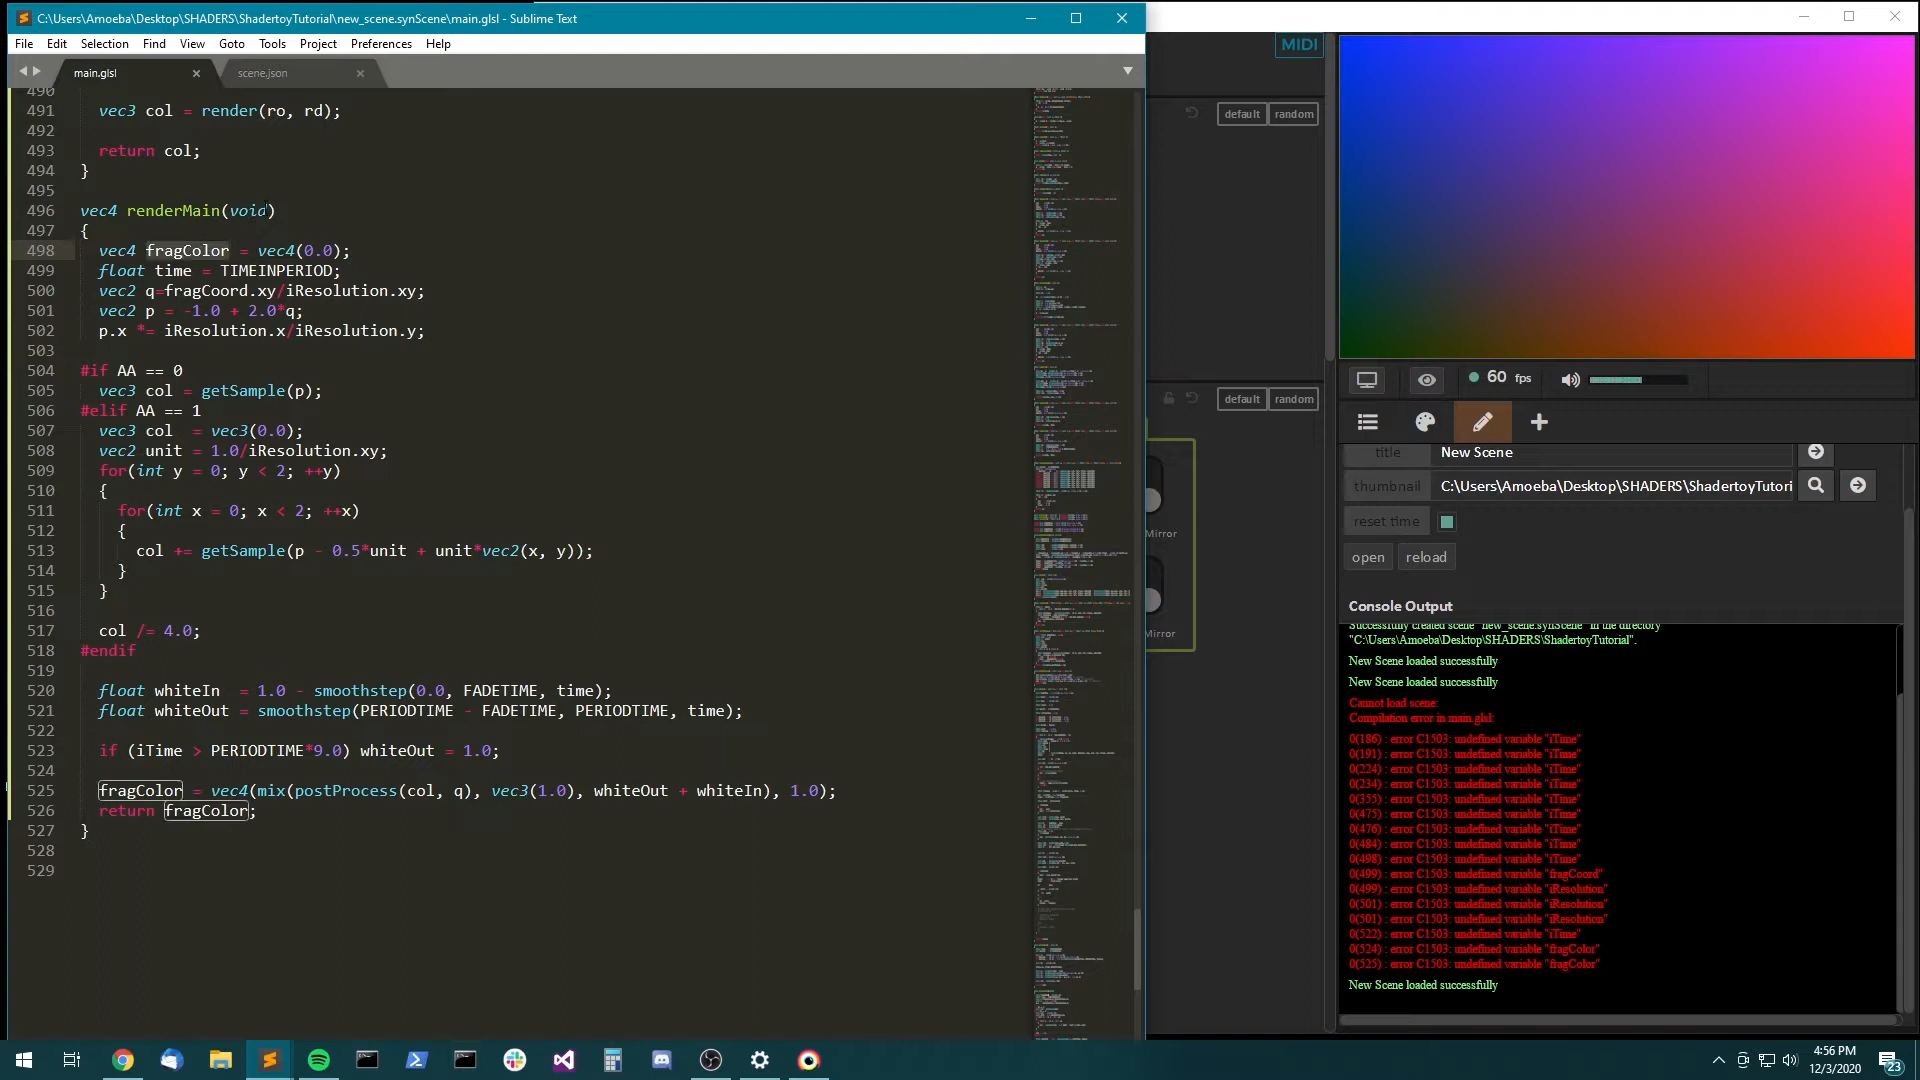 C:\Users\Amoeba\Desktop\SHADERS\ShadertoyTutorial\new_scene.synScene\main.glsl - Sublime Text
File Edit Selection Find View Goto Tools Project Preferences Help
main.glsl
scene.json
490
491 vec3 col = render(ro, rd);
492
493 return col;
494 }
495
496 vec4 renderMain(void)
497 {
498 vec4 fragColor = vec4(0.0);
499 float time = TIMEINPERIOD;
500 vec2 q=fragCoord.xy/iResolution.xy;
501 vec2 p = -1.0 + 2.0*q;
502 p.x *= iResolution.x/iResolution.y;
503
504 #if AA == 0
505 vec3 col = getSample(p);
506 #elif AA == 1
507 vec3 col  = vec3(0.0);
508 vec2 unit = 1.0/iResolution.xy;
509 for(int y = 0; y < 2; ++y)
510 {
511 for(int x = 0; x < 2; ++x)
512 {
513 col += getSample(p - 0.5*unit + unit*vec2(x, y));
514 }
515 }
516
517 col /= 4.0;
518 #endif
519
520 float whiteIn  = 1.0 - smoothstep(0.0, FADETIME, time);
521 float whiteOut = smoothstep(PERIODTIME - FADETIME, PERIODTIME, time);
522
523 if (iTime > PERIODTIME*9.0) whiteOut = 1.0;
524
525 fragColor = vec4(mix(postProcess(col, q), vec3(1.0), whiteOut + whiteIn), 1.0);
526 return fragColor;
527 }
528
529
MIDI
default random
default random
Mirror
Mirror
60 fps
title New Scene
thumbnail C:\Users\Amoeba\Desktop\SHADERS\ShadertoyTutori
reset time
open reload
Console Output
Successfully created scene "new_scene.synScene" in the directory
"C:\Users\Amoeba\Desktop\SHADERS\ShadertoyTutorial".
New Scene loaded successfully
New Scene loaded successfully
Cannot load scene:
Compilation error in main.glsl:
0(186) : error C1503: undefined variable "iTime"
0(191) : error C1503: undefined variable "iTime"
0(224) : error C1503: undefined variable "iTime"
0(234) : error C1503: undefined variable "iTime"
0(355) : error C1503: undefined variable "iTime"
0(475) : error C1503: undefined variable "iTime"
0(476) : error C1503: undefined variable "iTime"
0(484) : error C1503: undefined variable "iTime"
0(498) : error C1503: undefined variable "iTime"
0(499) : error C1503: undefined variable "fragCoord"
0(499) : error C1503: undefined variable "iResolution"
0(501) : error C1503: undefined variable "iResolution"
0(501) : error C1503: undefined variable "iResolution"
0(522) : error C1503: undefined variable "iTime"
0(524) : error C1503: undefined variable "fragColor"
0(525) : error C1503: undefined variable "fragColor"
New Scene loaded successfully
4:56 PM
12/3/2020
23